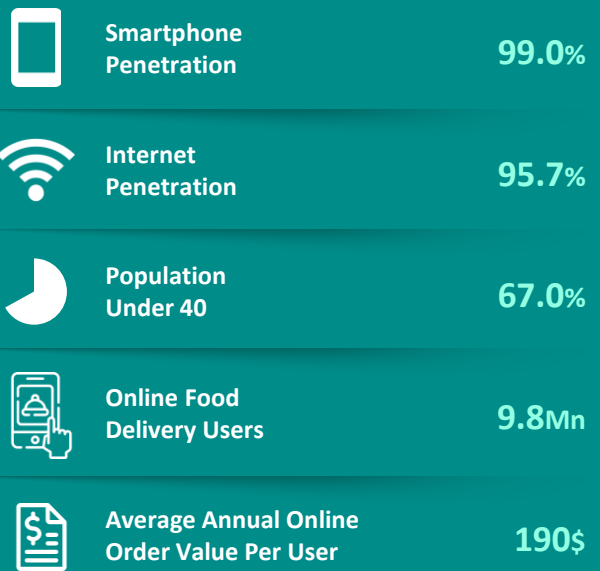 Smartphone
Penetration
99.0%
Internet
Penetration
95.7%
Population
Under 40
67.0%
Online Food
Delivery Users
9.8Mn
Average Annual Online
Order Value Per User
190$